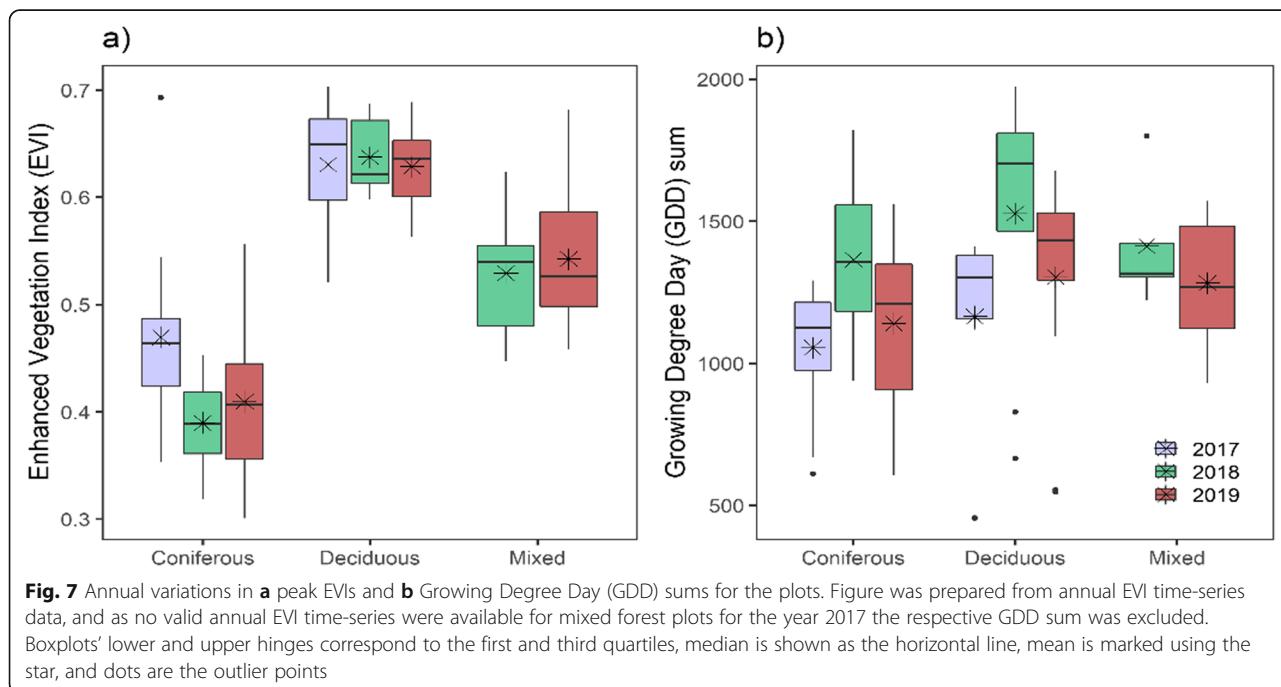 a)
Enhanced Vegetation Index (EVI)
0.7
0.6
0.5
0.4
0.3
Coniferous Deciduous Mixed
b)
Growing Degree Day (GDD) sum
2000
1500
1000
500
Coniferous Deciduous Mixed
2017
2018
2019
Fig. 7 Annual variations in a peak EVIs and b Growing Degree Day (GDD) sums for the plots. Figure was prepared from annual EVI time-series
data, and as no valid annual EVI time-series were available for mixed forest plots for the year 2017 the respective GDD sum was excluded.
Boxplots’ lower and upper hinges correspond to the first and third quartiles, median is shown as the horizontal line, mean is marked using the
star, and dots are the outlier points